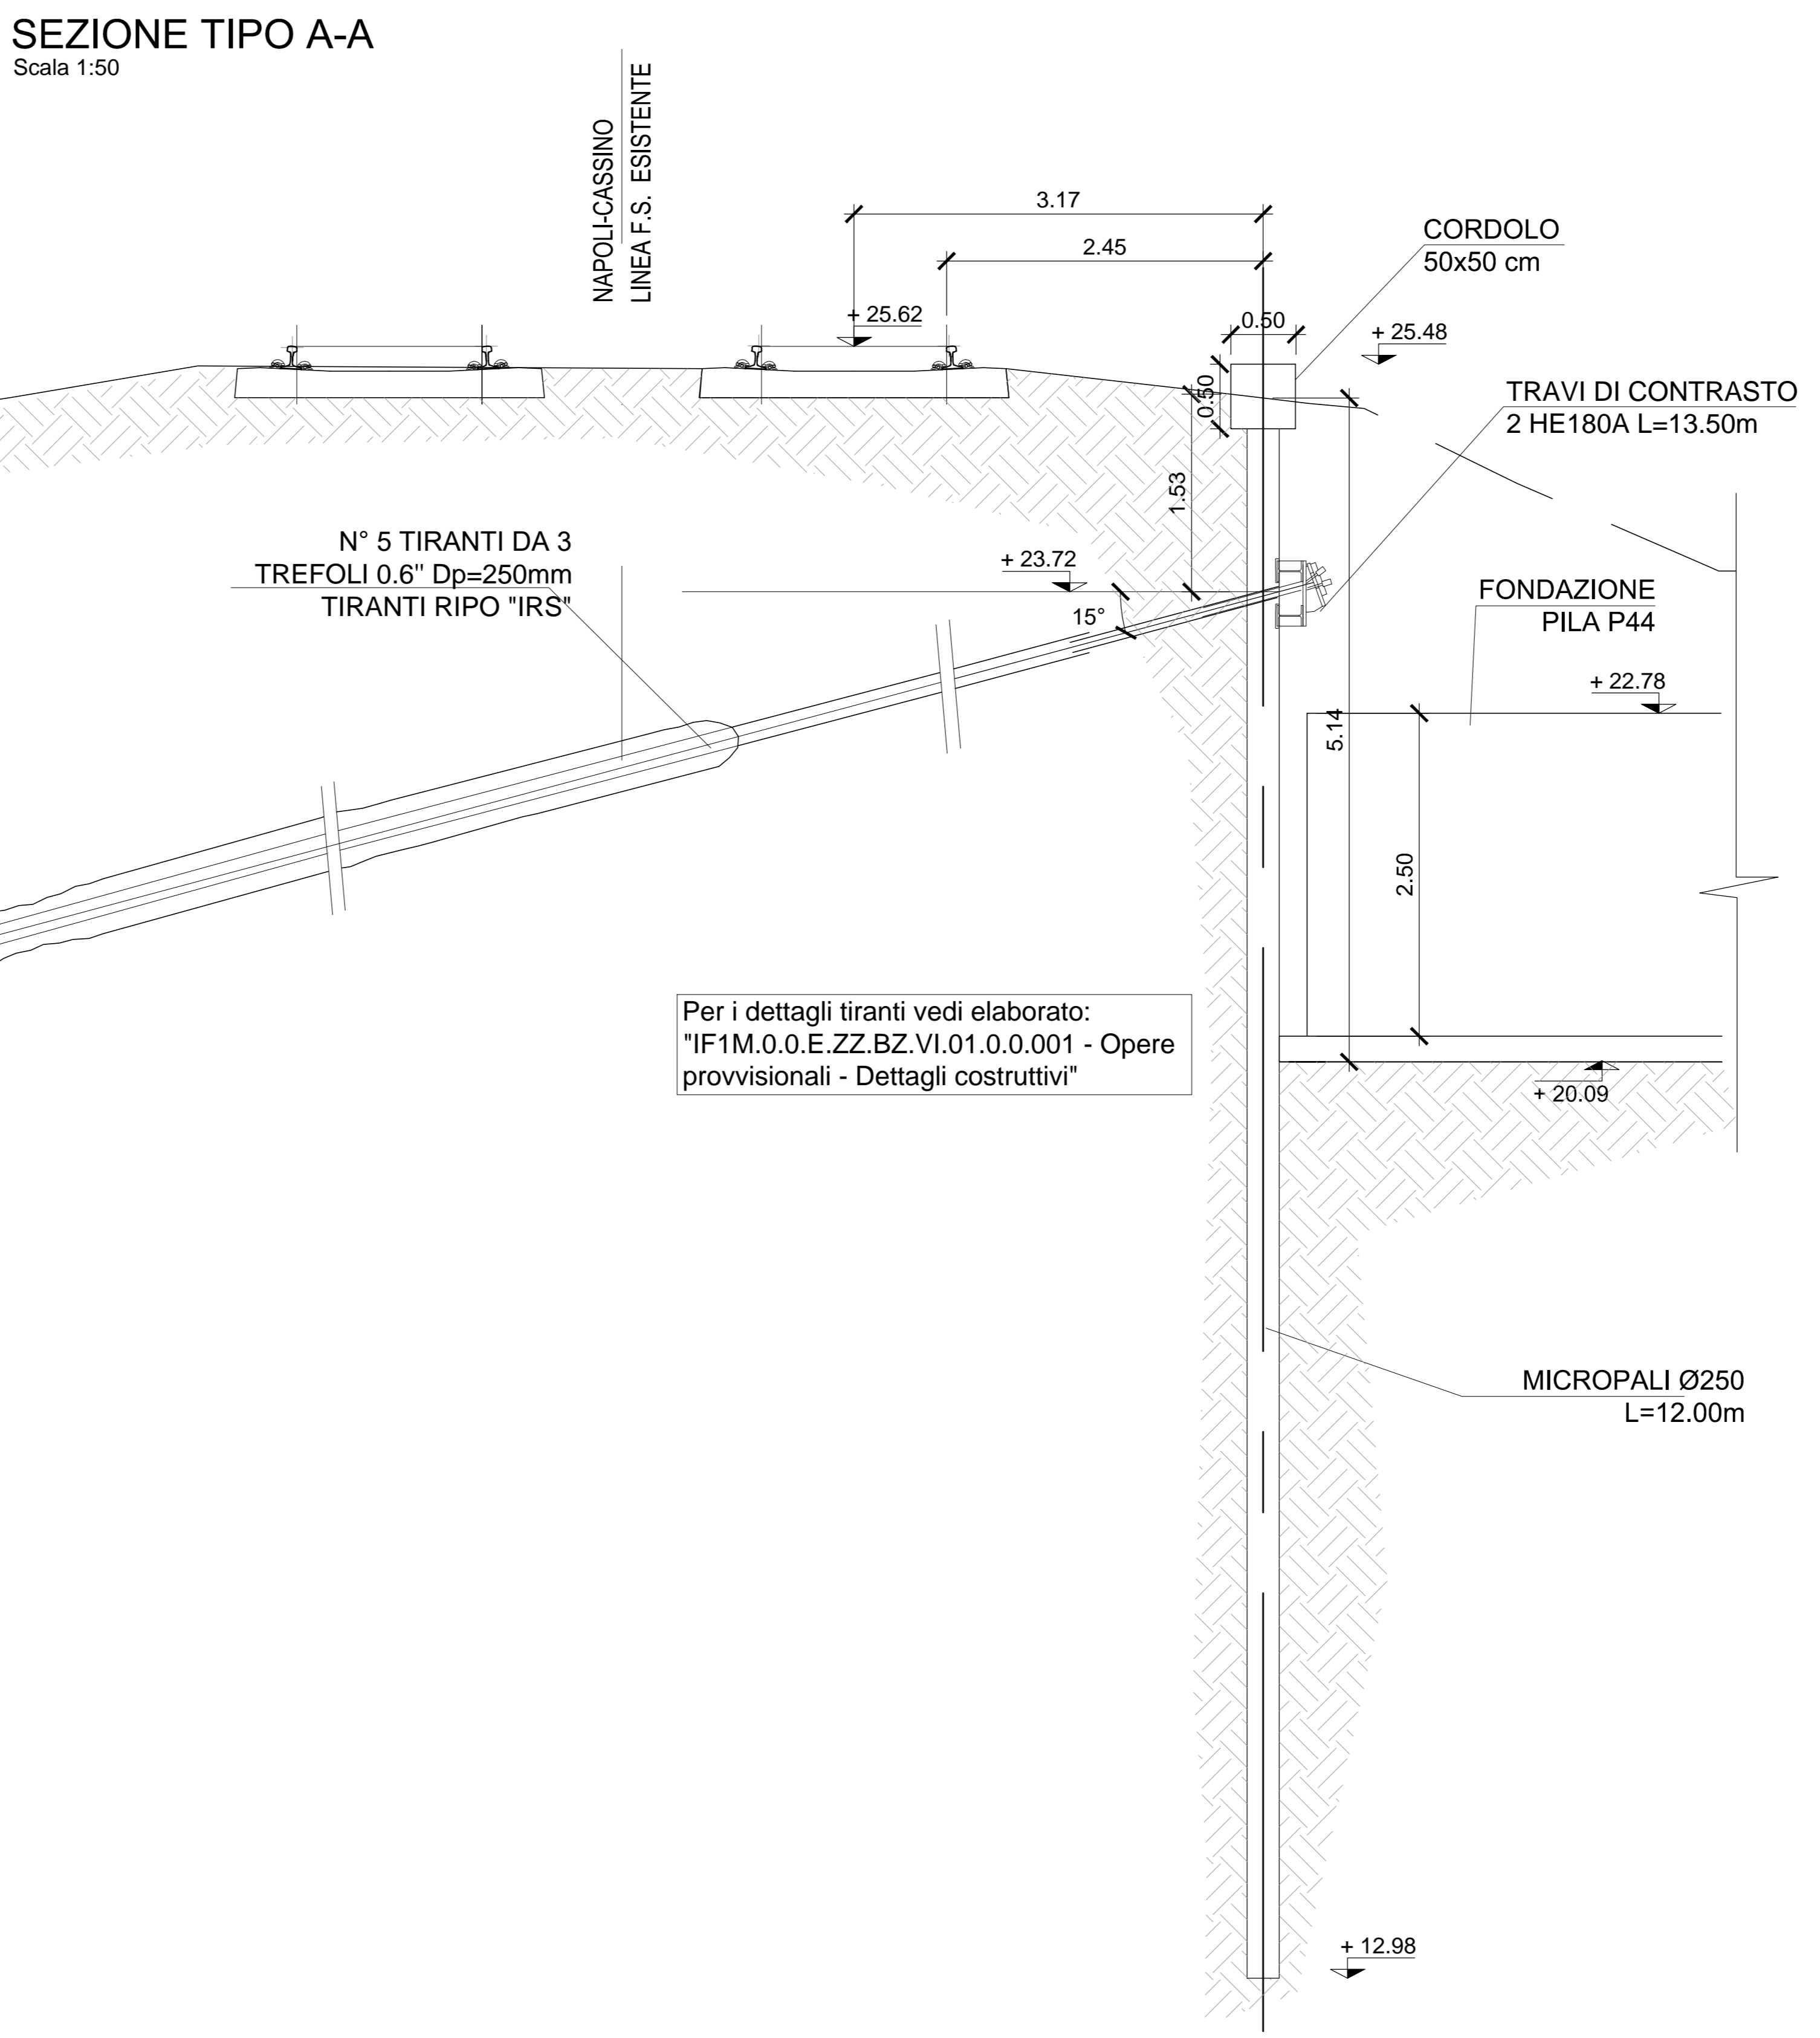 SEZIONE TIPO A-A
Scala 1:50
NAPOLI-CASSINO
LINEA F.S. ESISTENTE
3.17
2.45
CORDOLO
50x50 cm
+ 25.62
0.50
+ 25.48
0.50
TRAVI DI CONTRASTO
2 HE180A L=13.50m
1.53
N° 5 TIRANTI DA 3
TREFOLI 0.6" Dp=250mm
TIRANTI RIPO "IRS"
+ 23.72
15°
FONDAZIONE
PILA P44
+ 22.78
5.14
2.50
Per i dettagli tiranti vedi elaborato:
"IF1M.0.0.E.ZZ.BZ.VI.01.0.0.001 - Opere
provvisionali - Dettagli costruttivi"
+ 20.09
MICROPALI Ø250
L=12.00m
+ 12.98